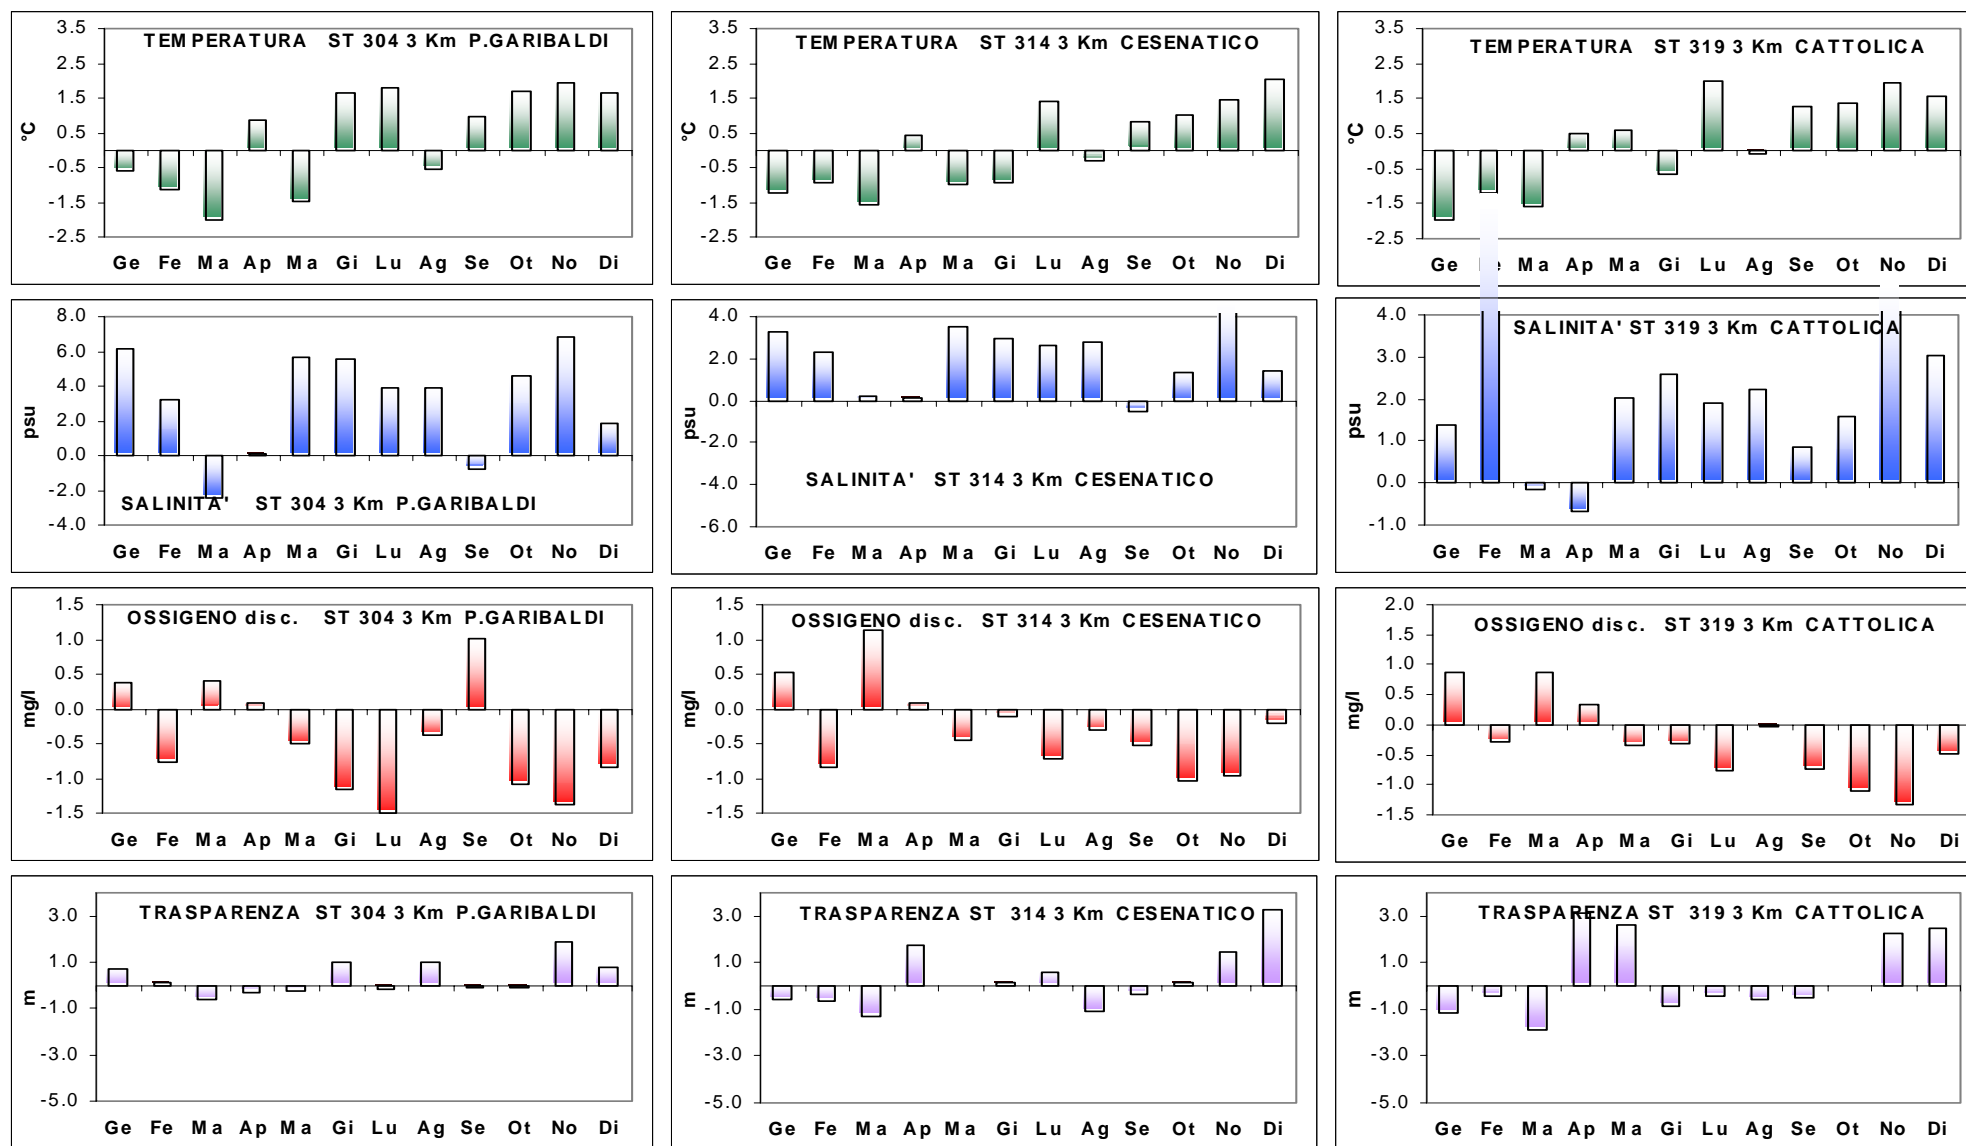 TEMPERATURA ST 304 3 Km P.GARIBALDI
°C
3.5
2.5
1.5
0.5
-0.5
-1.5
-2.5
Ge Fe Ma Ap Ma Gi Lu Ag Se Ot No Di
TEMPERATURA ST 314 3 Km CESENATICO
°C
3.5
2.5
1.5
0.5
-0.5
-1.5
-2.5
Ge Fe Ma Ap Ma Gi Lu Ag Se Ot No Di
TEMPERATURA ST 319 3 Km CATTOLICA
°C
3.5
2.5
1.5
0.5
-0.5
-1.5
-2.5
Ge Ma Ap Ma Gi Lu Ag Se Ot No Di
SALINITA' ST 304 3 Km P.GARIBALDI
psu
8.0
6.0
4.0
2.0
0.0
-2.0
-4.0
Ge Fe Ma Ap Ma Gi Lu Ag Se Ot No Di
SALINITA' ST 314 3 Km CESENATICO
psu
4.0
2.0
0.0
-2.0
-4.0
-6.0
Ge Fe Ma Ap Ma Gi Lu Ag Se Ot No Di
SALINITA' ST 319 3 Km CATTOLICA
psu
4.0
3.0
2.0
1.0
0.0
-1.0
Ge Fe Ma Ap Ma Gi Lu Ag Se Ot No Di
OSSIGENO disc. ST 304 3 Km P.GARIBALDI
mg/l
1.5
1.0
0.5
0.0
-0.5
-1.0
-1.5
Ge Fe Ma Ap Ma Gi Lu Ag Se Ot No Di
OSSIGENO disc. ST 314 3 Km CESENATICO
mg/l
1.5
1.0
0.5
0.0
-0.5
-1.0
-1.5
Ge Fe Ma Ap Ma Gi Lu Ag Se Ot No Di
OSSIGENO disc. ST 319 3 Km CATTOLICA
mg/l
2.0
1.5
1.0
0.5
0.0
-0.5
-1.0
-1.5
Ge Fe Ma Ap Ma Gi Lu Ag Se Ot No Di
TRASPARENZA ST 304 3 Km P.GARIBALDI
m
3.0
1.0
-1.0
-3.0
-5.0
Ge Fe Ma Ap Ma Gi Lu Ag Se Ot No Di
TRASPARENZA ST 314 3 Km CESENATICO
m
3.0
1.0
-1.0
-3.0
-5.0
Ge Fe Ma Ap Ma Gi Lu Ag Se Ot No Di
TRASPARENZA ST 319 3 Km CATTOLICA
m
3.0
1.0
-1.0
-3.0
-5.0
Ge Fe Ma Ap Ma Gi Lu Ag Se Ot No Di